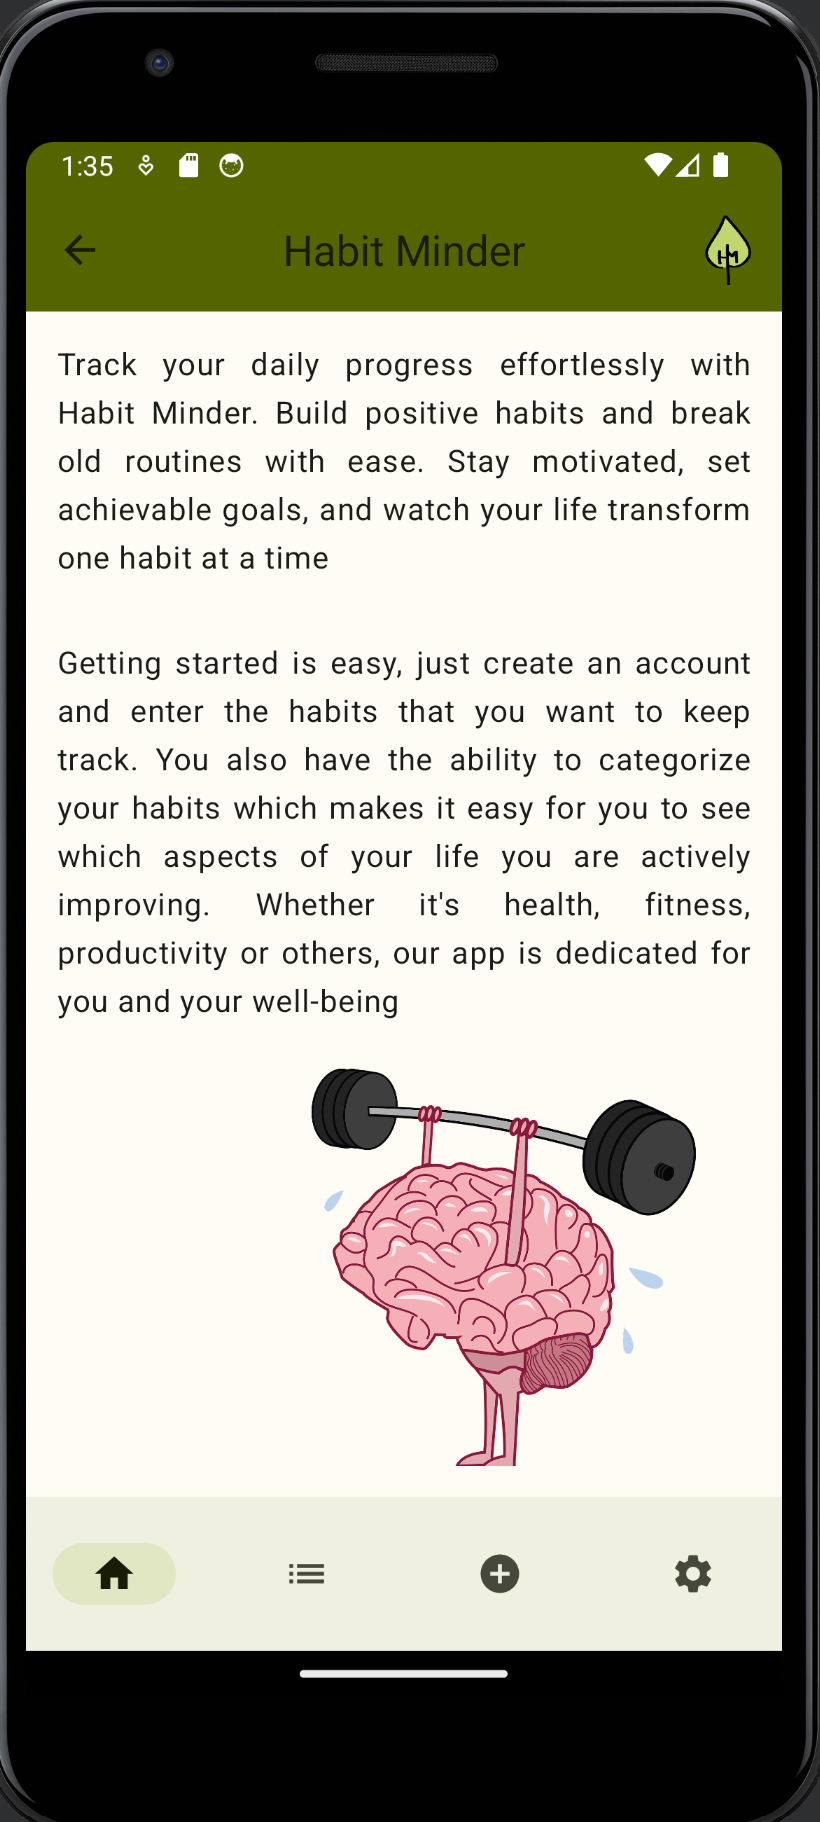 1:35
Habit Minder
HM
Track your daily progress effortlessly with
Habit Minder. Build positive habits and break
old routines with ease. Stay motivated, set
achievable goals, and watch your life transform
one habit at a time
Getting started is easy, just create an account
and enter the habits that you want to keep
track. You also have the ability to categorize
your habits which makes it easy for you to see
which aspects of your life you are actively
improving. Whether it's health, fitness,
productivity or others, our app is dedicated for
you and your well-being